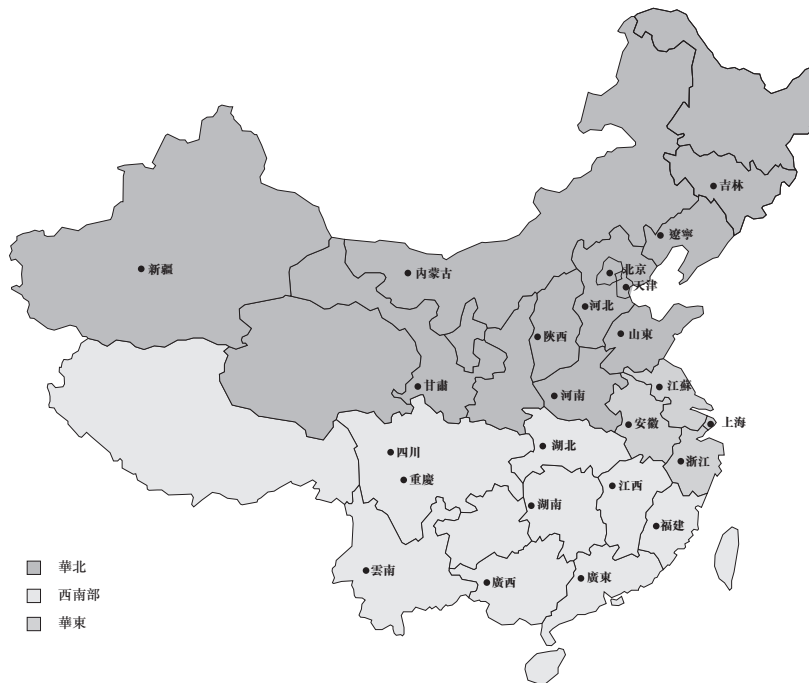 吉林
遼寧
新疆
內蒙古
北京
天津
河北
陝西
山東
甘肅
河南
江蘇
安徽
上海
四川
湖北
浙江
重慶
江西
湖南
福建
雲南
廣西
廣東
華北
西南部
華東